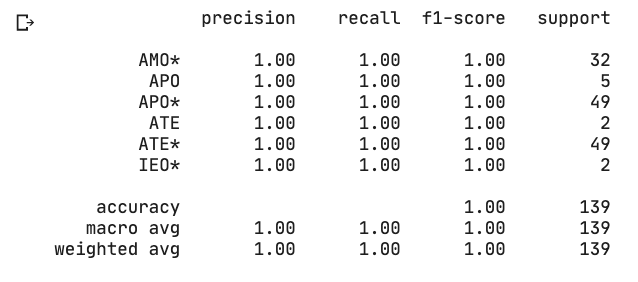 precision recall f1-score support
AMO* 1.00 1.00 1.00 32
APO 1.00 1.00 1.00 5
APO* 1.00 1.00 1.00 49
ATE 1.00 1.00 1.00 2
ATE* 1.00 1.00 1.00 49
IEO* 1.00 1.00 1.00 2
accuracy 1.00 139
macro avg 1.00 1.00 1.00 139
weighted avg 1.00 1.00 1.00 139